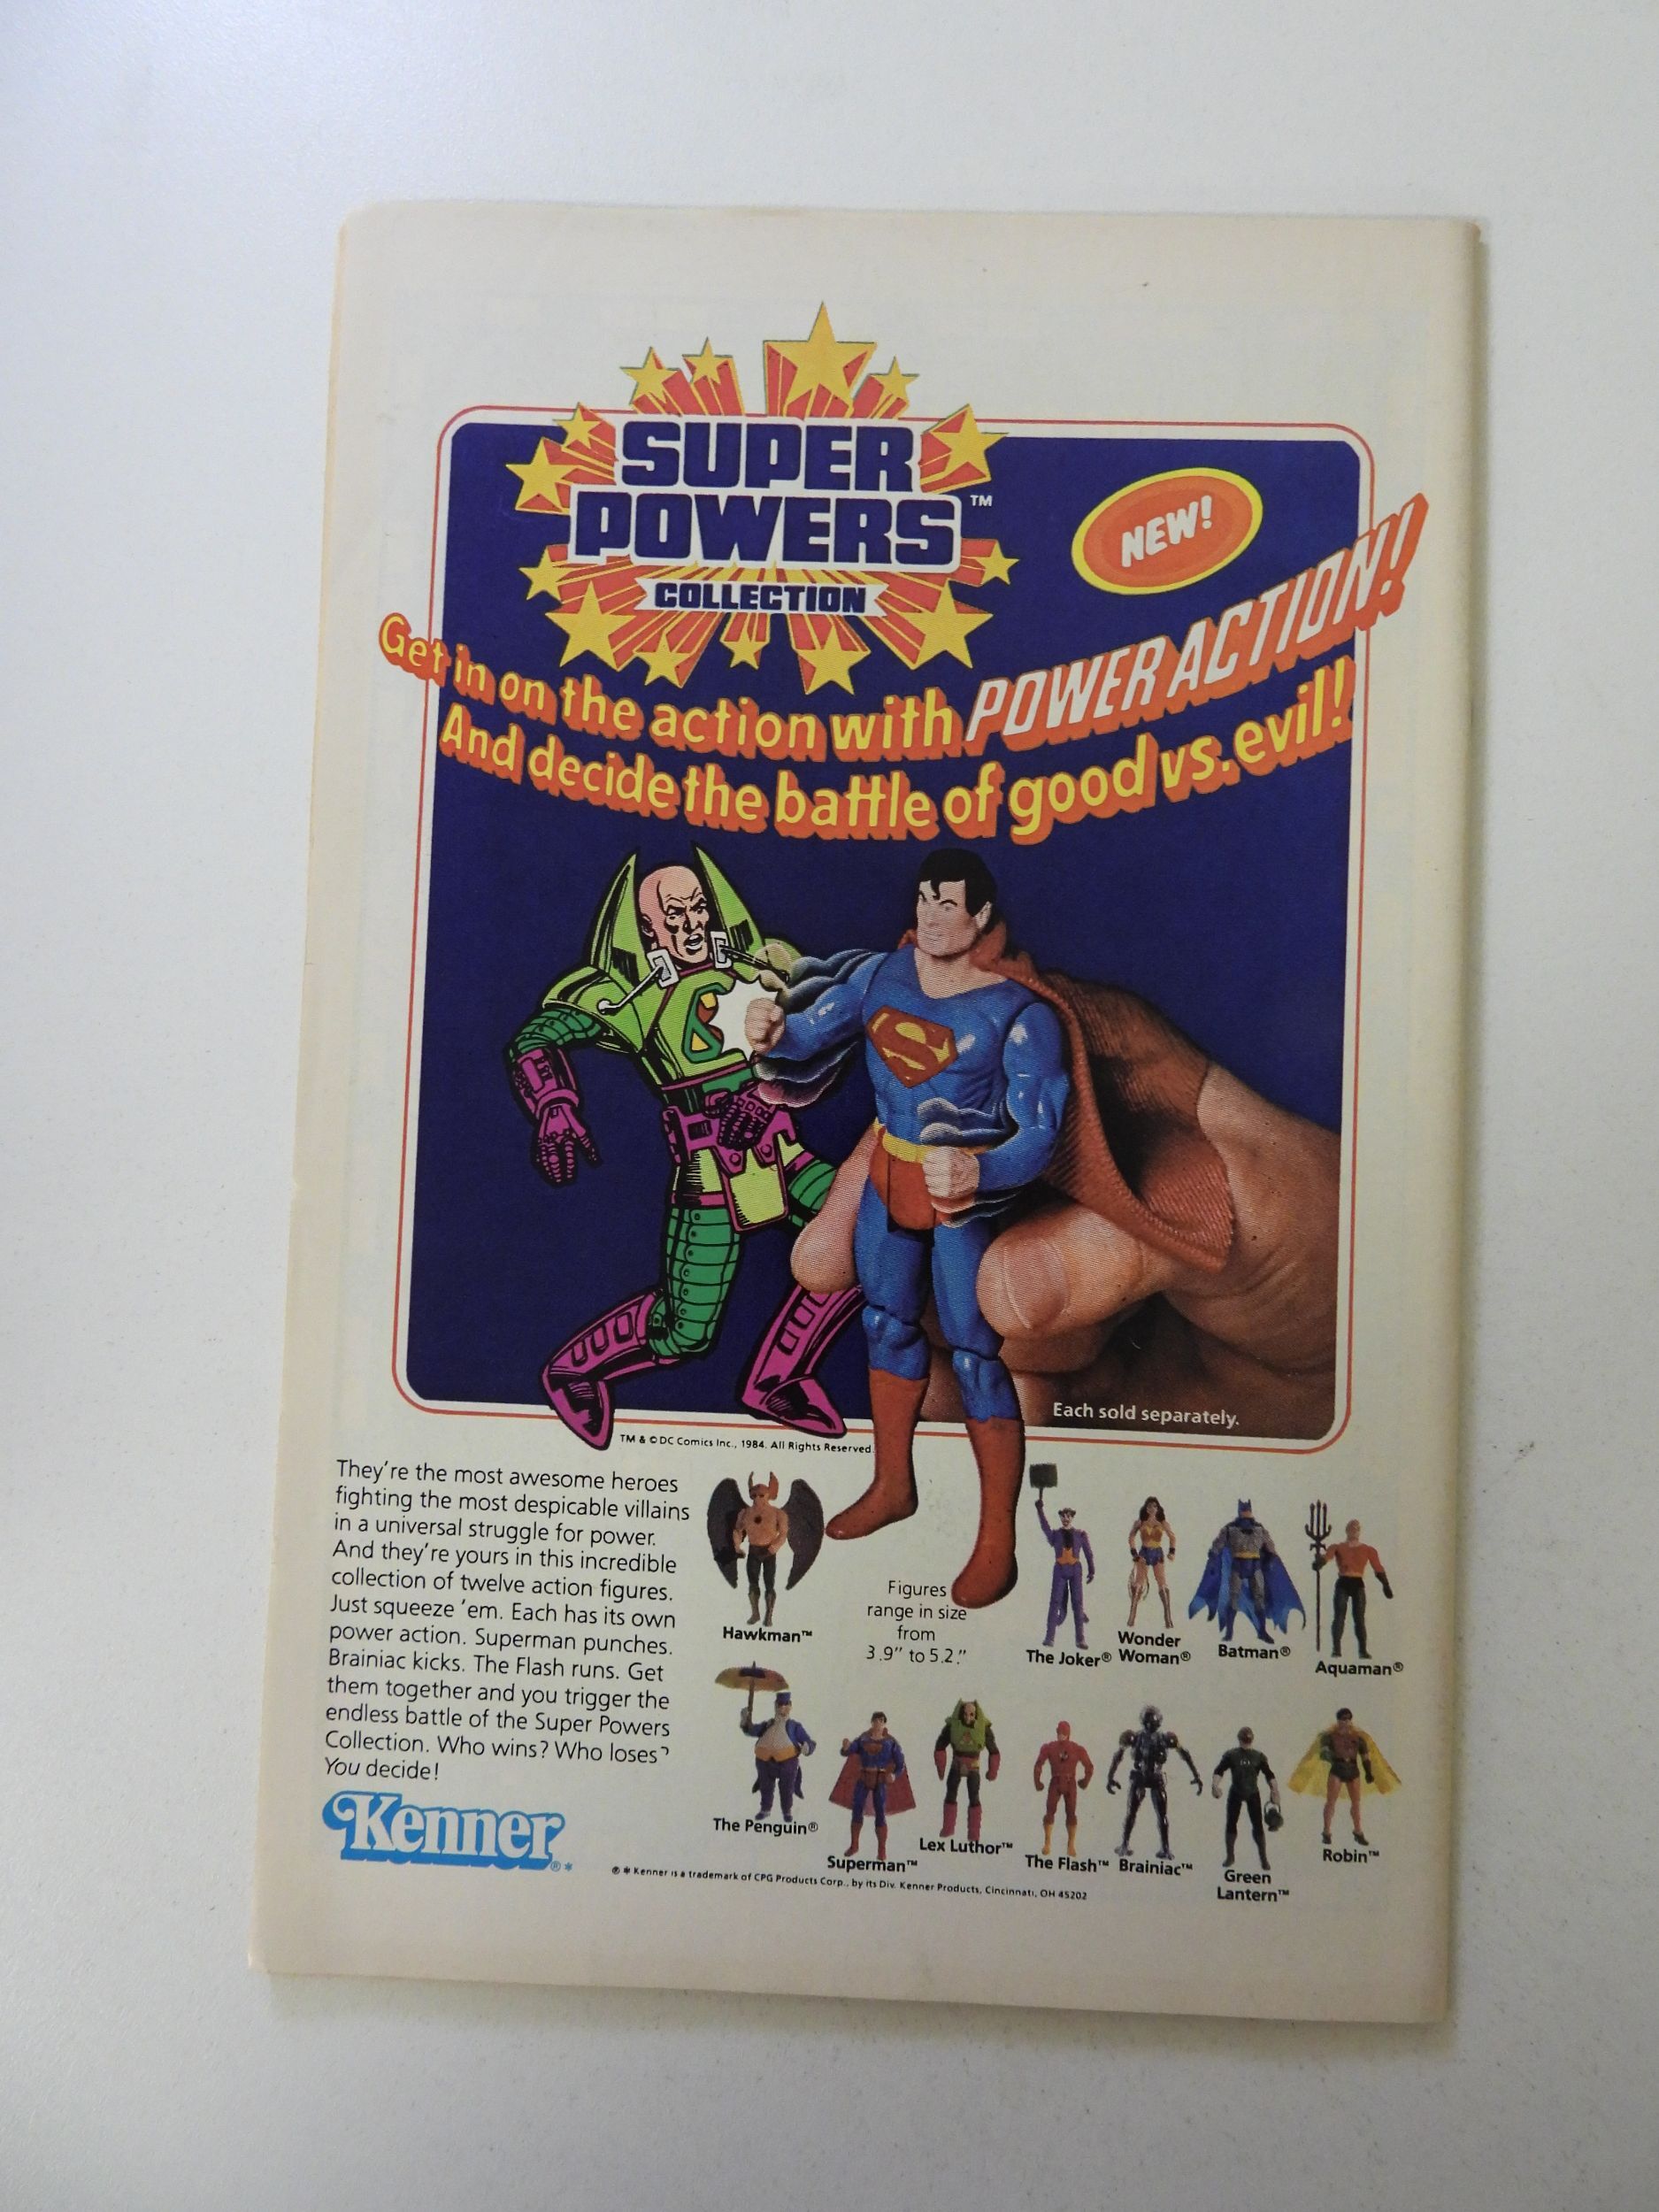 SUPER
POWERS™
COLLECTION
NEW!
Get in on the action with POWER ACTION!
And decide the battle of good vs. evil!
Each sold separately.
TM & © DC Comics Inc., 1984. All Rights Reserved.
They're the most awesome heroes
fighting the most despicable villains
in a universal struggle for power.
And they're yours in this incredible
collection of twelve action figures.
Just squeeze 'em. Each has its own
power action. Superman punches.
Brainiac kicks. The Flash runs. Get
them together and you trigger the
endless battle of the Super Powers
Collection. Who wins? Who loses?
You decide!
Kenner®*
Hawkman™
Figures
range in size
from
3.9" to 5.2."
The Joker®
Wonder
Woman®
Batman®
Aquaman®
The Penguin®
Superman™
Lex Luthor™
The Flash™
Brainiac™
Green
Lantern™
Robin™
® * Kenner is a trademark of CPG Products Corp., by its Div. Kenner Products, Cincinnati, OH 45202